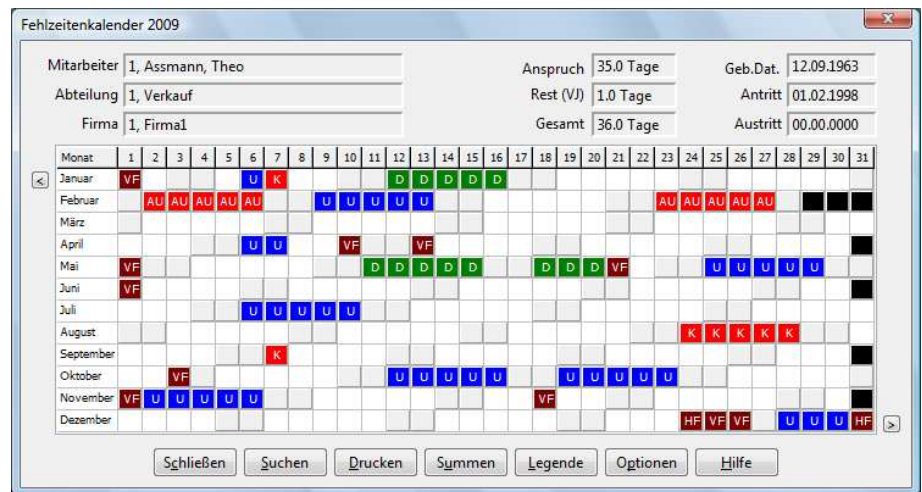 Fehlzeitenkalender 2009
Mitarbeiter 1, Assmann, Theo Anspruch 35.0 Tage Geb.Dat. 12.09.1963
Abteilung 1, Verkauf Rest (VJ) 1.0 Tage Antritt 01.02.1998
Firma 1, Firma1 Gesamt 36.0 Tage Austritt 00.00.0000
Monat 1 2 3 4 5 6 7 8 9 10 11 12 13 14 15 16 17 18 19 20 21 22 23 24 25 26 27 28 29 30 31
< Januar VF U K D D D D D
Februar AU AU AU AU AU U U U U U AU AU AU AU AU
März
April U U VF VF
Mai VF D D D D D D D D VF U U U U U
Juni VF
Juli U U U U U
August K K K K K
September K
Oktober VF U U U U U U U U U U
November VF U U U U U VF
Dezember HF VF VF U U U HF >
Schließen Suchen Drucken Summen Legende Optionen Hilfe